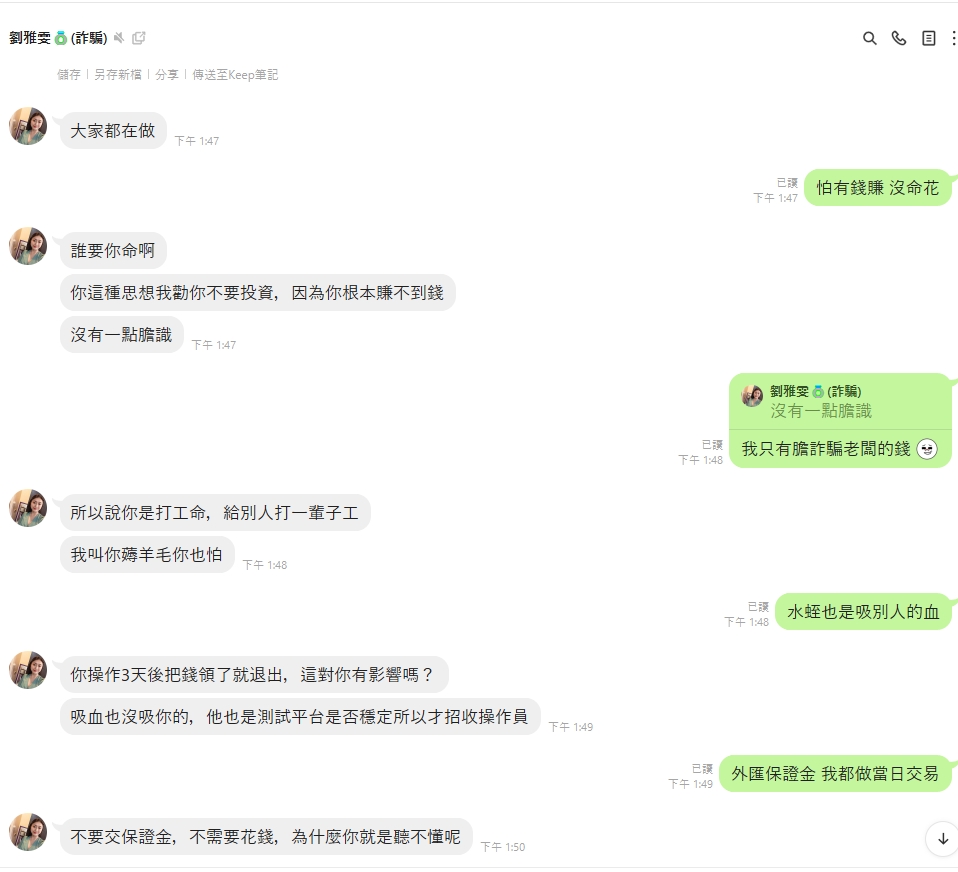 劉雅雯 (詐騙)
儲存 | 另存新檔 | 分享 | 傳送至Keep筆記
大家都在做
下午 1:47
已讀
下午 1:47
怕有錢賺 沒命花
誰要你命啊
你這種思想我勸你不要投資，因為你根本賺不到錢
沒有一點膽識
下午 1:47
劉雅雯 (詐騙)
沒有一點膽識
已讀
下午 1:48
我只有膽詐騙老闆的錢
所以說你是打工命，給別人打一輩子工
我叫你薅羊毛你也怕
下午 1:48
已讀
下午 1:48
水蛭也是吸別人的血
你操作3天後把錢領了就退出，這對你有影響嗎？
吸血也沒吸你的，他也是測試平台是否穩定所以才招收操作員
下午 1:49
已讀
下午 1:49
外匯保證金 我都做當日交易
不要交保證金，不需要花錢，為什麼你就是聽不懂呢
下午 1:50